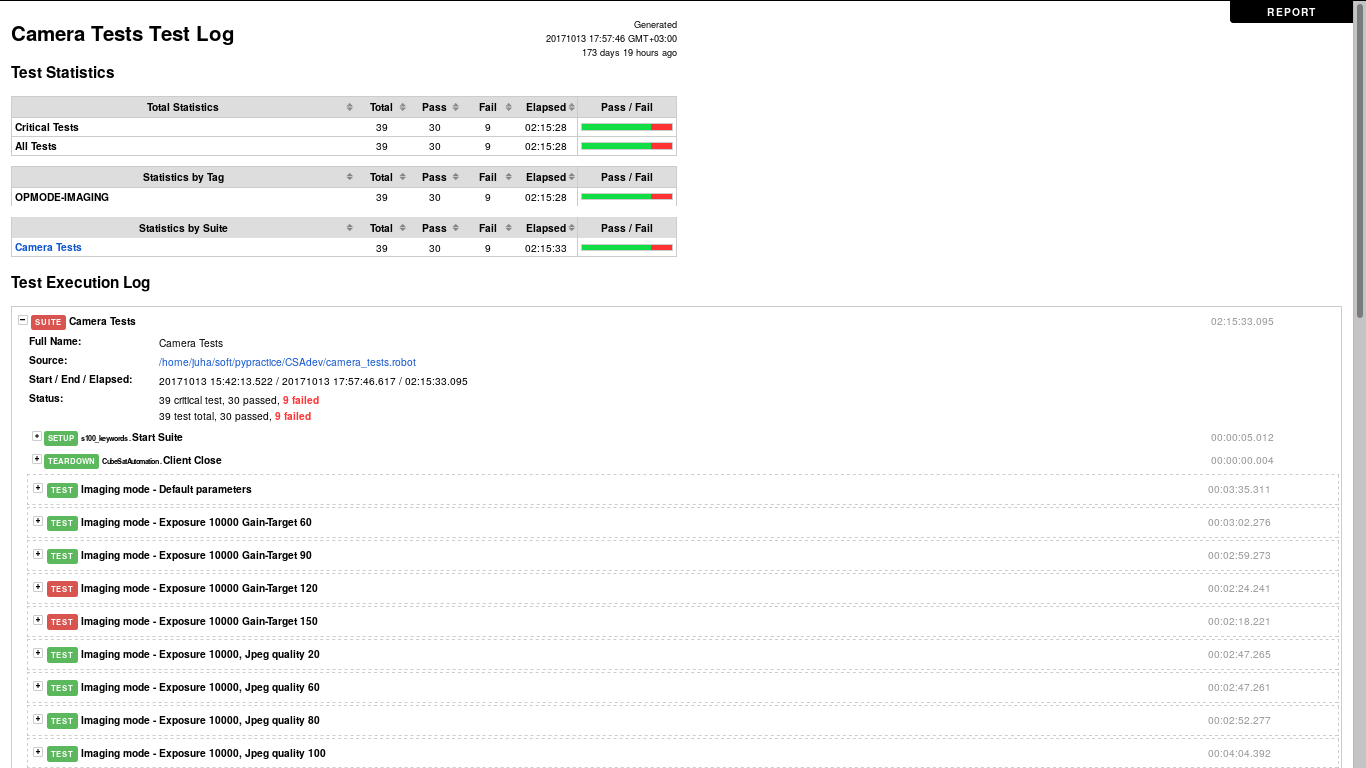 REPORT
Camera Tests Test Log
Generated
20171013 17:57:46 GMT+03:00
173 days 19 hours ago
Test Statistics
Total Statistics Total Pass Fail Elapsed Pass / Fail
Critical Tests 39 30 9 02:15:28
All Tests 39 30 9 02:15:28
Statistics by Tag Total Pass Fail Elapsed Pass / Fail
OPMODE-IMAGING 39 30 9 02:15:28
Statistics by Suite Total Pass Fail Elapsed Pass / Fail
Camera Tests 39 30 9 02:15:33
Test Execution Log
SUITE Camera Tests 02:15:33.095
Full Name: Camera Tests
Source: /home/juha/soft/pypractice/CSAdev/camera_tests.robot
Start / End / Elapsed: 20171013 15:42:13.522 / 20171013 17:57:46.617 / 02:15:33.095
Status: 39 critical test, 30 passed, 9 failed
39 test total, 30 passed, 9 failed
SETUP s100_keywords.Start Suite 00:00:05.012
TEARDOWN CubeSatAutomation.Client Close 00:00:00.004
TEST Imaging mode - Default parameters 00:03:35.311
TEST Imaging mode - Exposure 10000 Gain-Target 60 00:03:02.276
TEST Imaging mode - Exposure 10000 Gain-Target 90 00:02:59.273
TEST Imaging mode - Exposure 10000 Gain-Target 120 00:02:24.241
TEST Imaging mode - Exposure 10000 Gain-Target 150 00:02:18.221
TEST Imaging mode - Exposure 10000, Jpeg quality 20 00:02:47.265
TEST Imaging mode - Exposure 10000, Jpeg quality 60 00:02:47.261
TEST Imaging mode - Exposure 10000, Jpeg quality 80 00:02:52.277
TEST Imaging mode - Exposure 10000, Jpeg quality 100 00:04:04.392